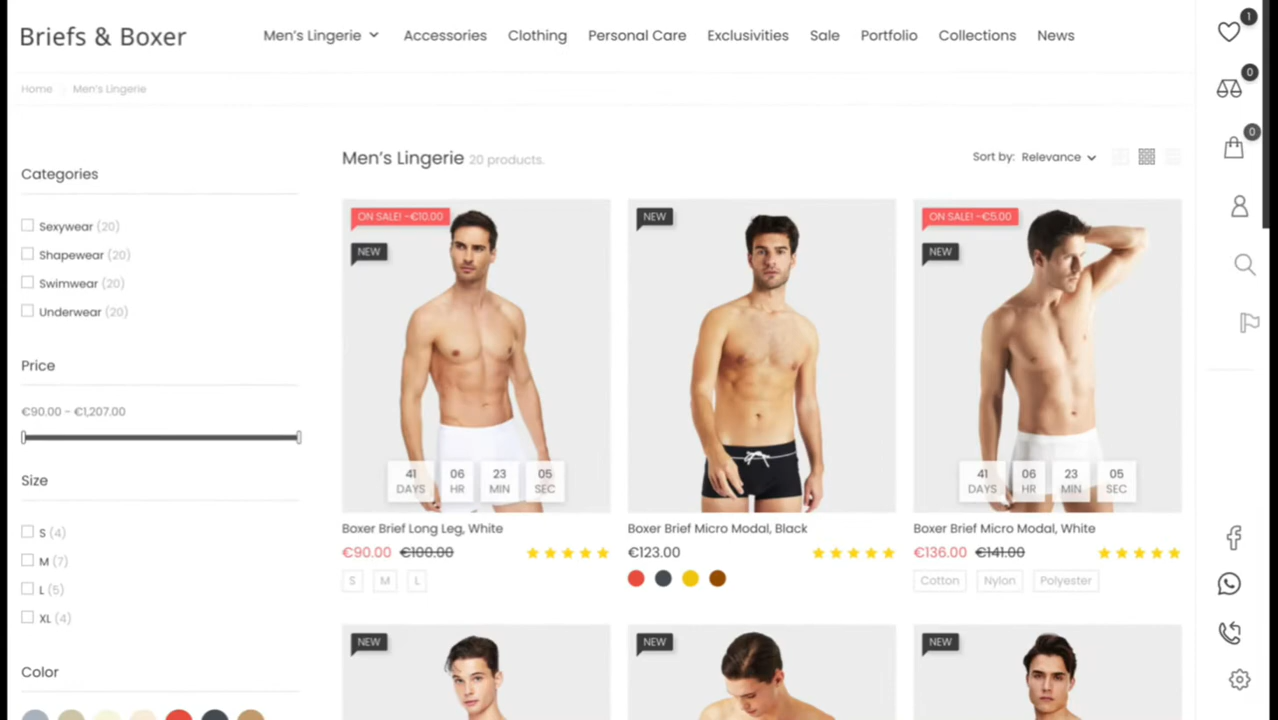 Briefs & Boxer
Men's Lingerie
Accessories
Clothing
Personal Care
Exclusivities
Sale
Portfolio
Collections
News
1
0
0
Home
Men's Lingerie
Categories
Sexywear (20)
Shapewear (20)
Swimwear (20)
Underwear (20)
Price
€90.00 - €1,207.00
Size
S (4)
M (7)
L (5)
XL (4)
Color
Men's Lingerie 20 products.
Sort by: Relevance
ON SALE! -€10.00
NEW
41 06 23 05
DAYS HR MIN SEC
Boxer Brief Long Leg, White
€90.00 €100.00
S M L
NEW
Boxer Brief Micro Modal, Black
€123.00
ON SALE! -€5.00
NEW
41 06 23 05
DAYS HR MIN SEC
Boxer Brief Micro Modal, White
€136.00 €141.00
Cotton Nylon Polyester
NEW
NEW
NEW